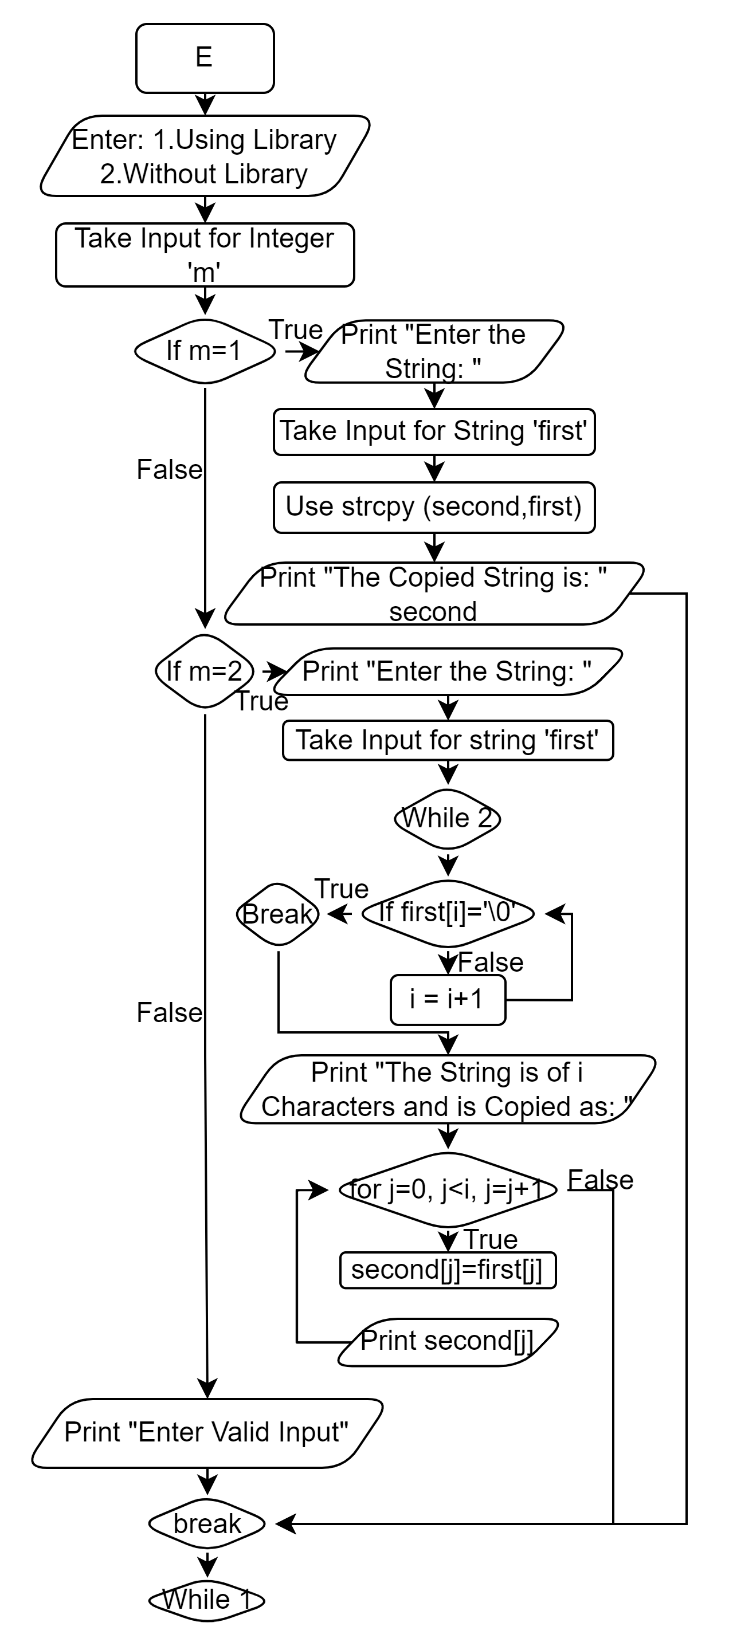 E
Enter: 1.Using Library
2.Without Library
Take Input for Integer
'm'
If m=1
True
Print "Enter the
String: "
Take Input for String 'first'
False
Use strcpy (second,first)
Print "The Copied String is: "
second
If m=2
True
Print "Enter the String: "
Take Input for string 'first'
While 2
If first[i]='\0'
True
Break
False
i = i+1
False
Print "The String is of i
Characters and is Copied as: "
for j=0, j<i, j=j+1
False
True
second[j]=first[j]
Print second[j]
Print "Enter Valid Input"
break
While 1